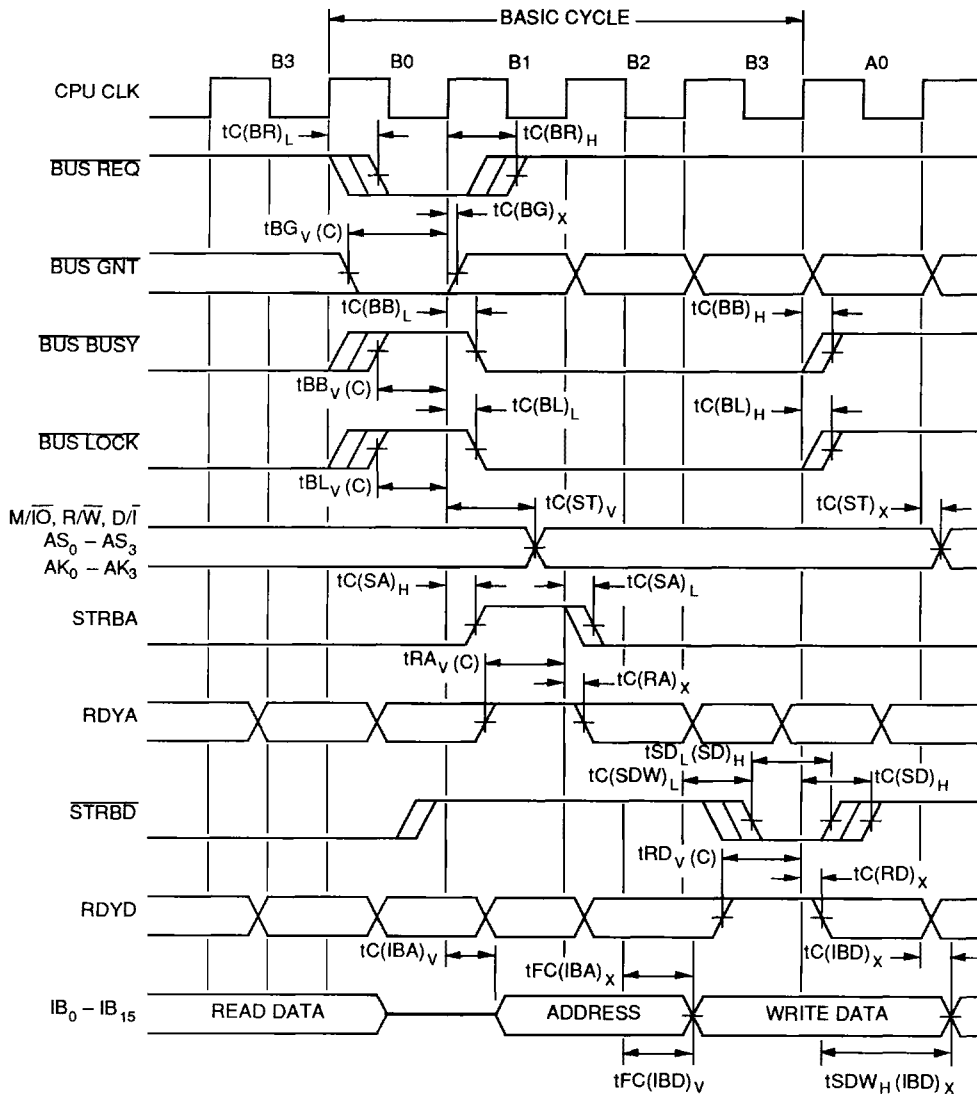 BASIC CYCLE
B3 B0 B1 B2 B3 A0
CPU CLK
tC(BR)L tC(BR)H
BUS REQ
tC(BG)X
tBGV (C)
BUS GNT
tC(BB)L tC(BB)H
BUS BUSY
tBBV (C)
tC(BL)L tC(BL)H
BUS LOCK
tBLV (C)
tC(ST)V tC(ST)X
M/IO, R/W, D/I
AS0 – AS3
AK0 – AK3
tC(SA)H tC(SA)L
STRBA
tRAV (C)
tC(RA)X
RDYA
tSDL(SD)H
tC(SDW)L tC(SD)H
STRBD
tRDV (C)
tC(RD)X
RDYD
tC(IBA)V tC(IBD)X
tFC(IBA)X
IB0 – IB15 READ DATA ADDRESS WRITE DATA
tFC(IBD)V tSDWH(IBD)X